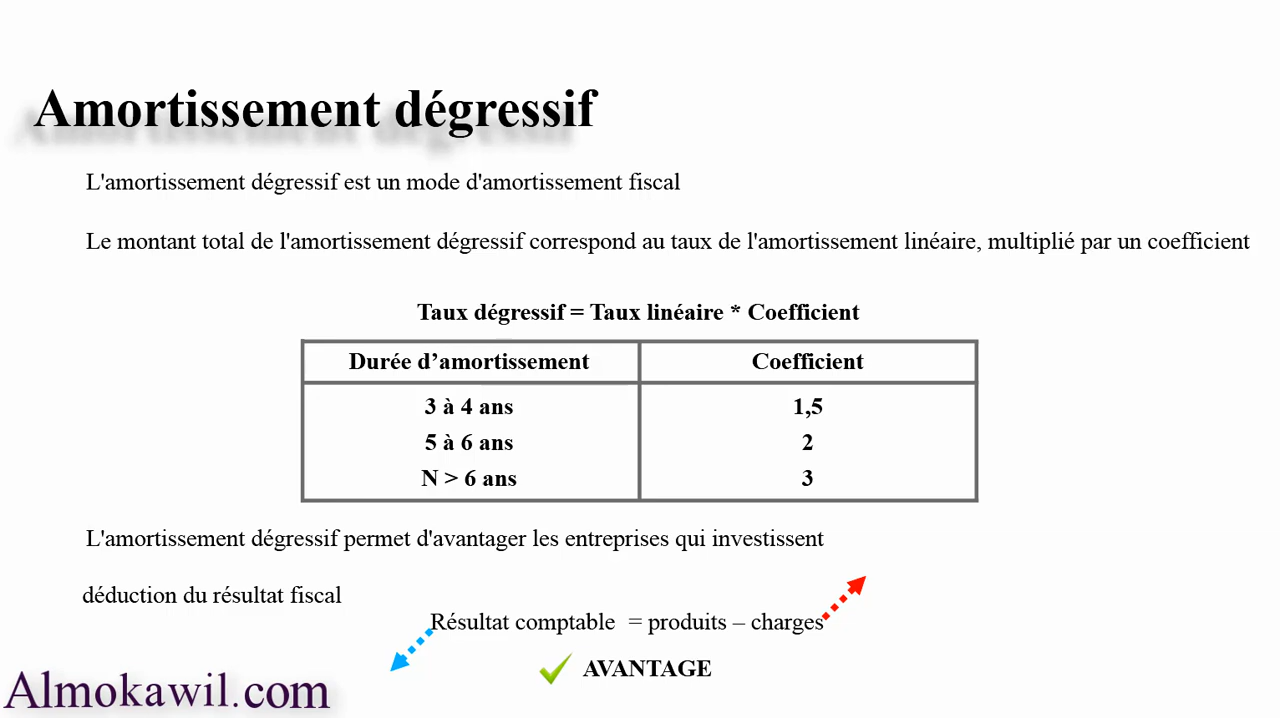 Amortissement dégressif
L'amortissement dégressif est un mode d'amortissement fiscal
Le montant total de l'amortissement dégressif correspond au taux de l'amortissement linéaire, multiplié par un coefficient
Taux dégressif = Taux linéaire * Coefficient
Durée d’amortissement Coefficient
3 à 4 ans 1,5
5 à 6 ans 2
N > 6 ans 3
L'amortissement dégressif permet d'avantager les entreprises qui investissent
déduction du résultat fiscal
Résultat comptable = produits – charges
AVANTAGE
Almokawil.com